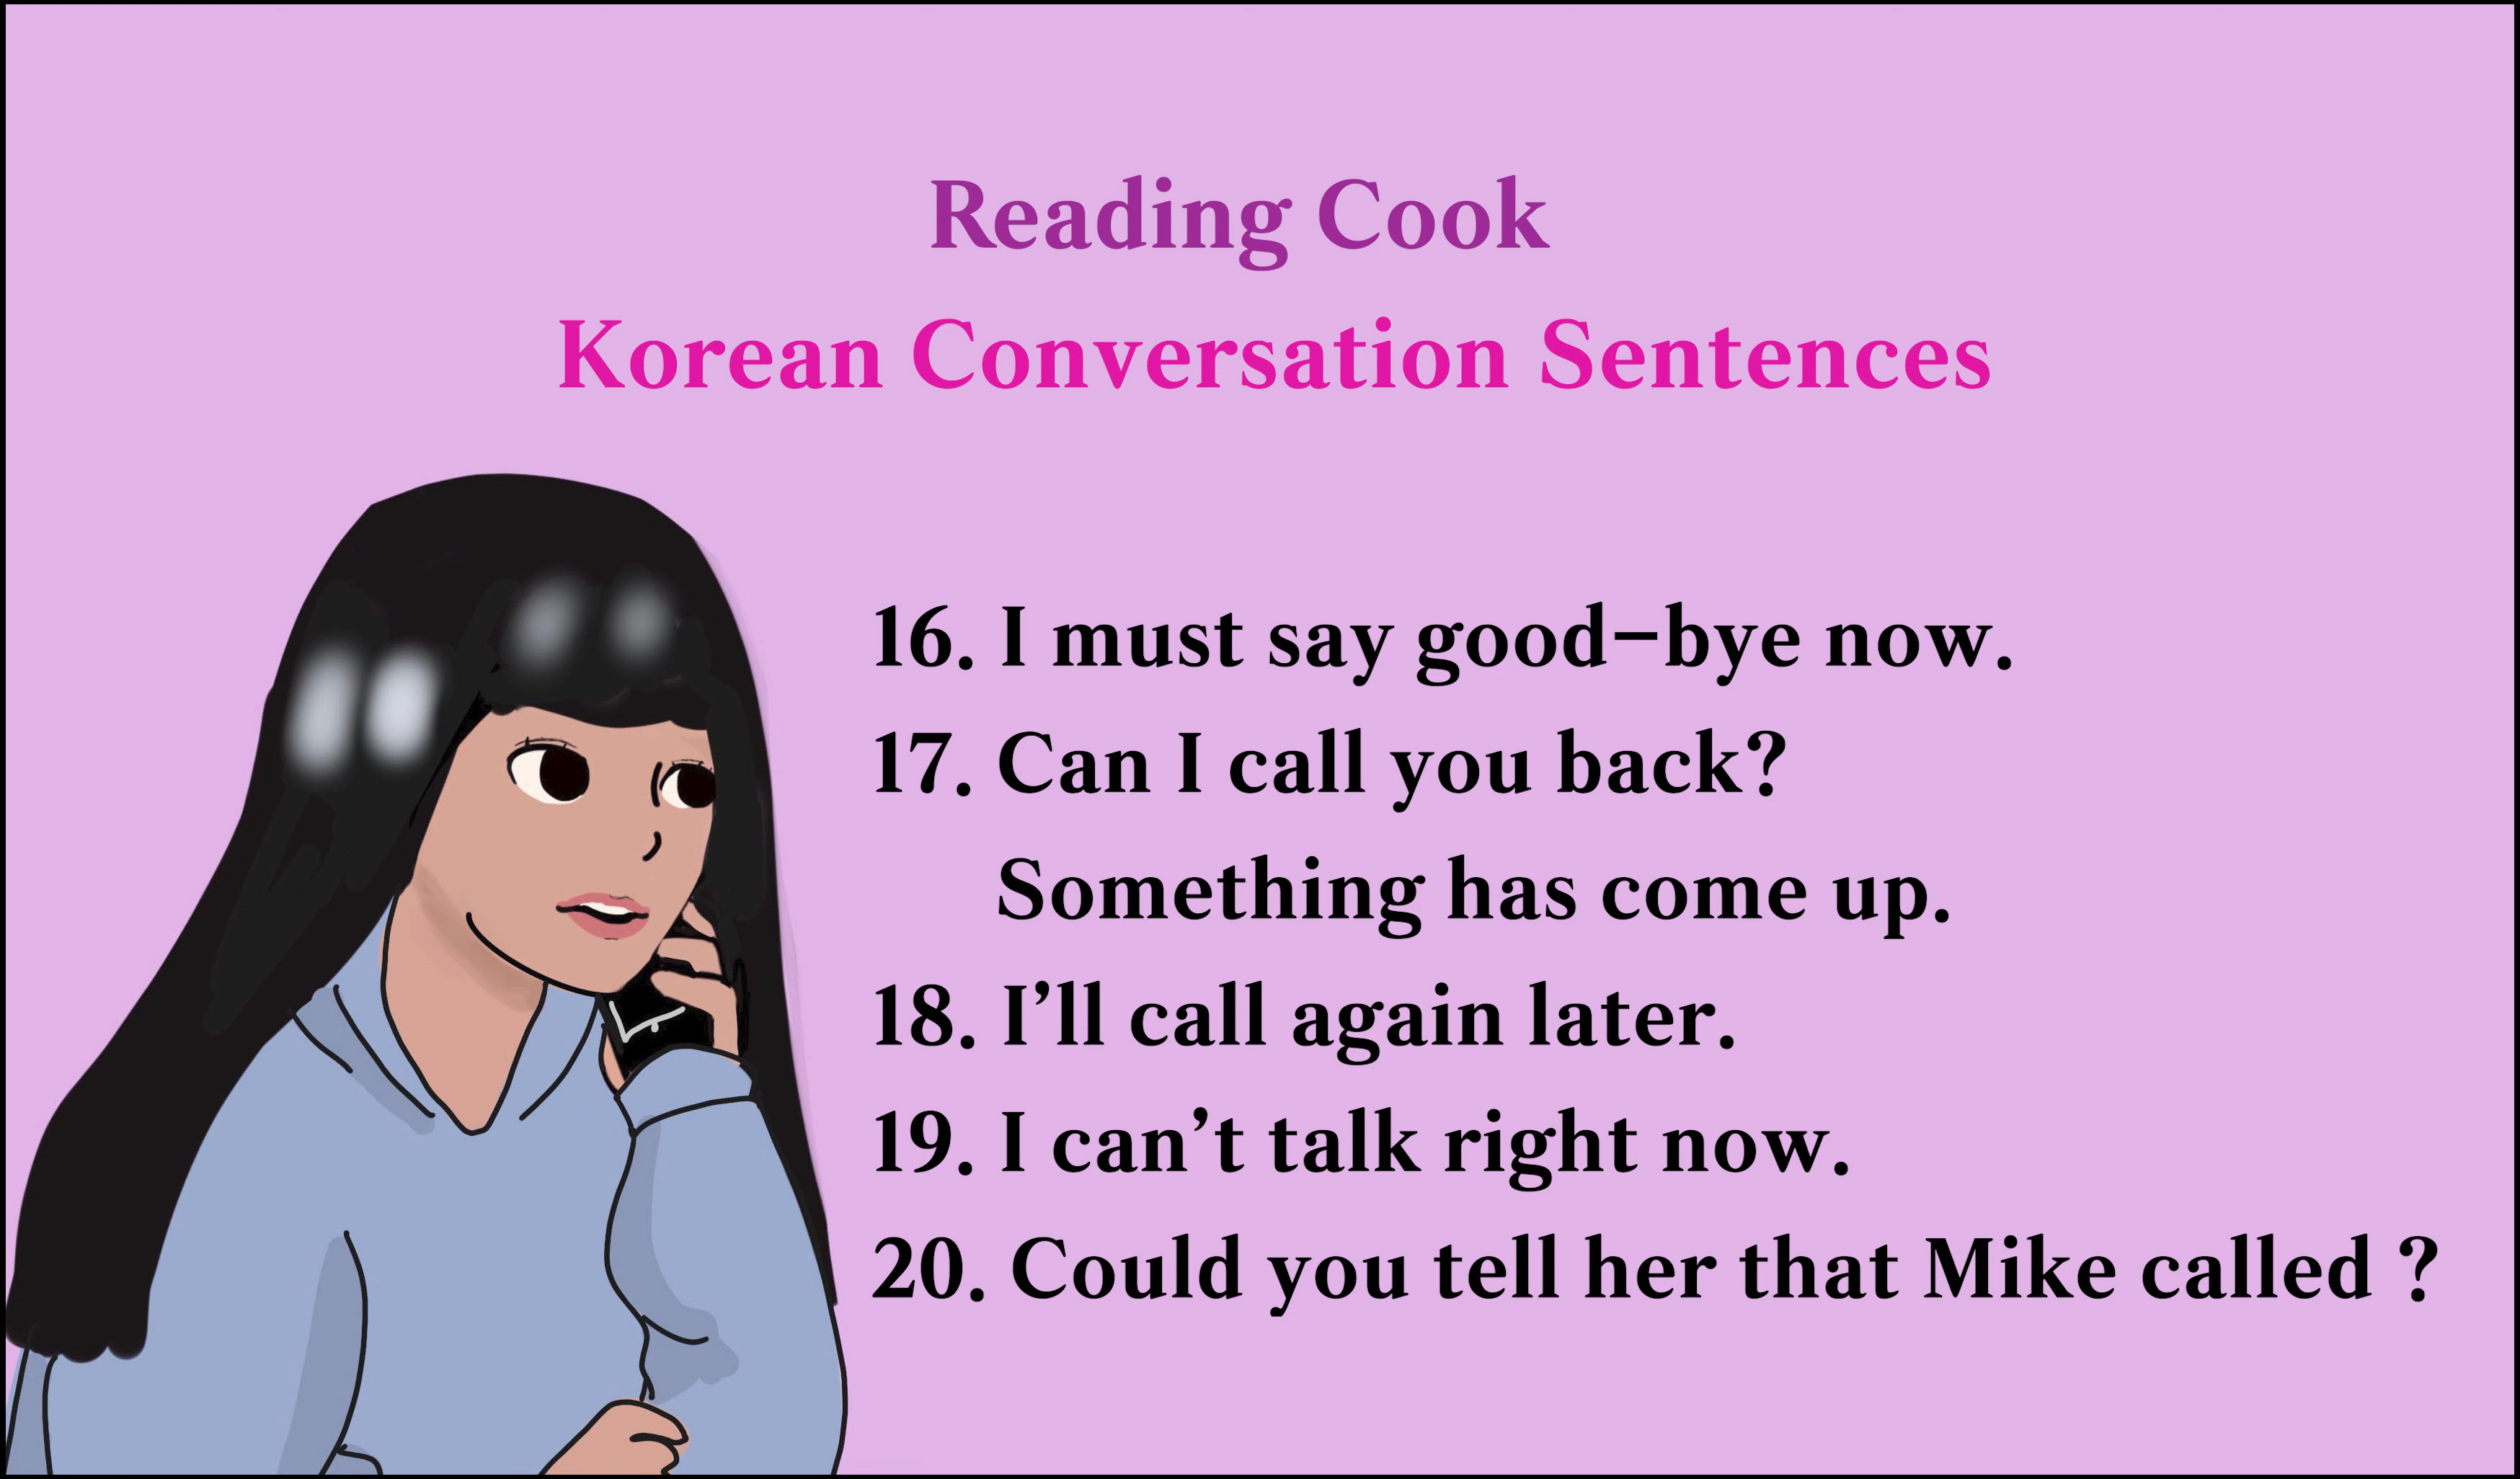 Reading Cook
Korean Conversation Sentences
16. I must say good-bye now.
17. Can I call you back?
Something has come up.
18. I’ll call again later.
19. I can’t talk right now.
20. Could you tell her that Mike called ?